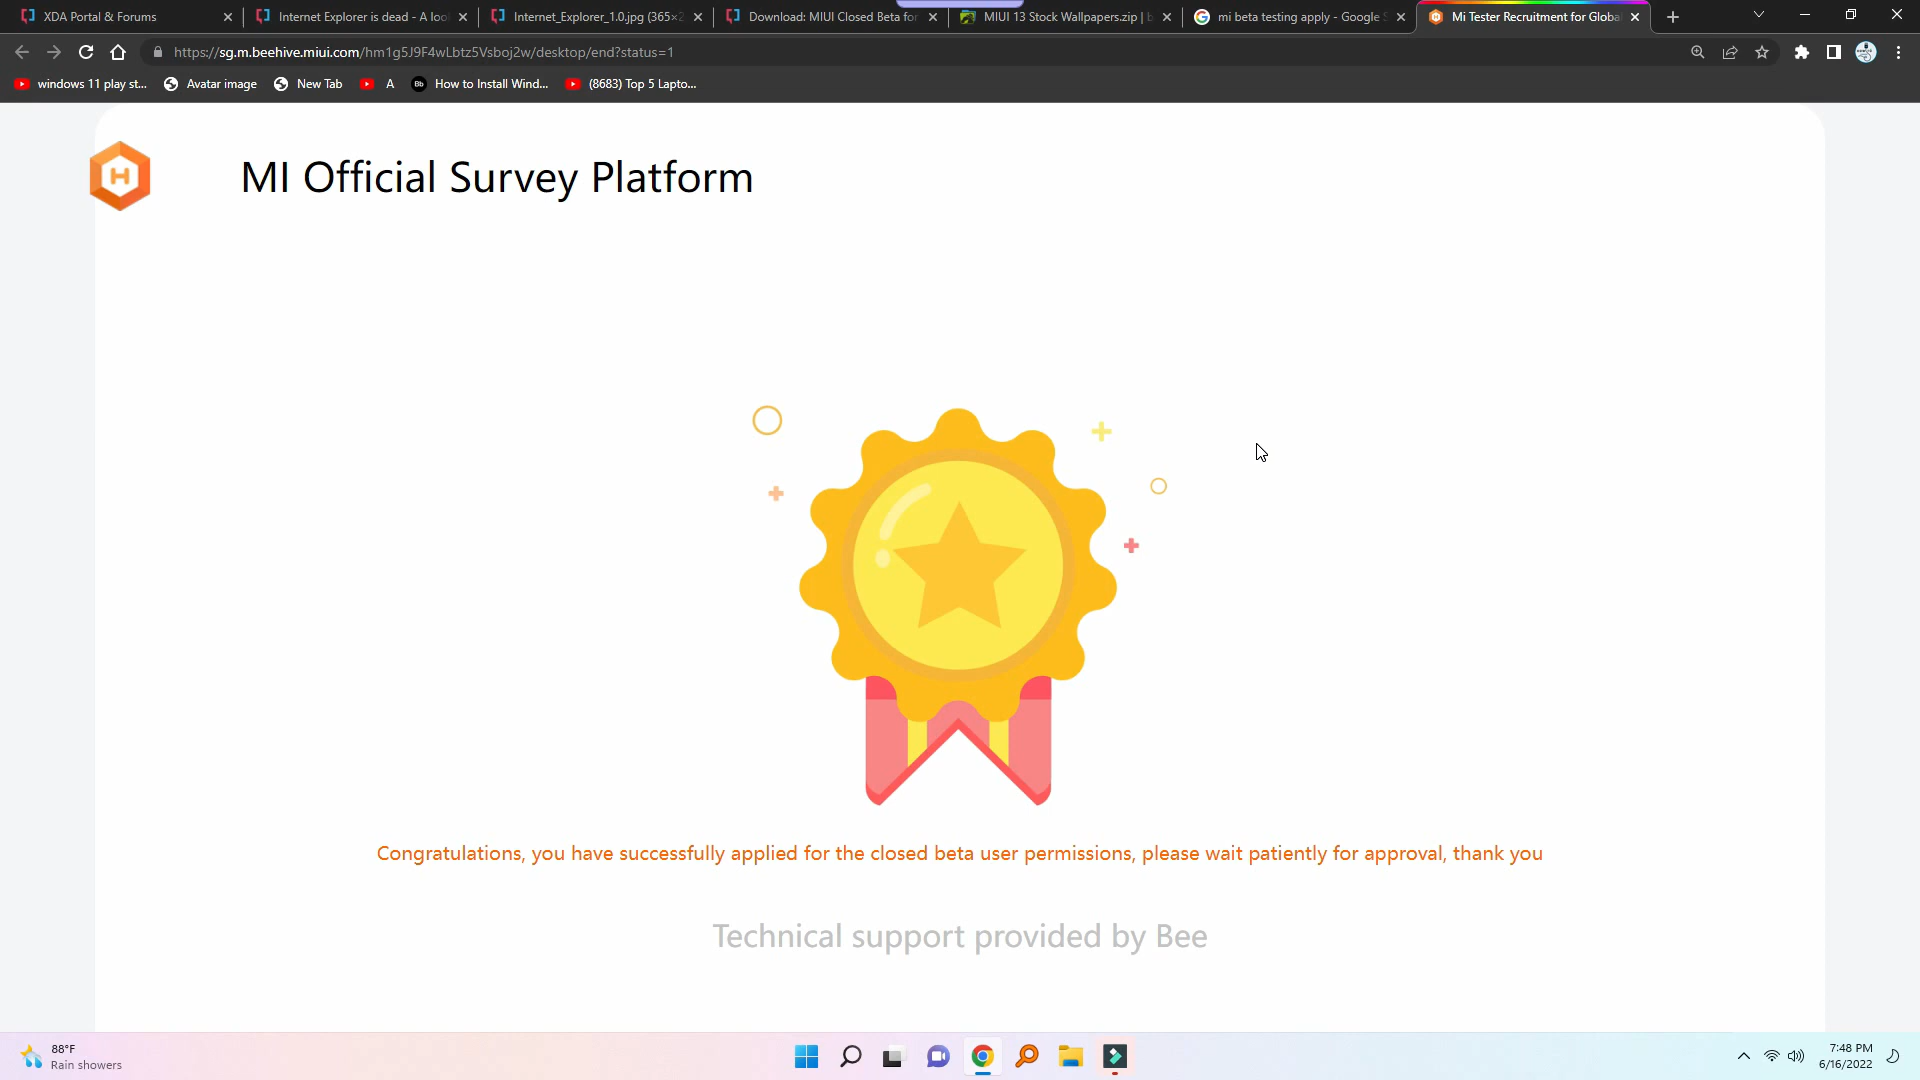 XDA Portal & Forums
Internet Explorer is dead - A loo
Internet_Explorer_1.0.jpg (365×2
Download: MIUI Closed Beta for
MIUI 13 Stock Wallpapers.zip | b
mi beta testing apply - Google S
Mi Tester Recruitment for Globa
https://sg.m.beehive.miui.com/hm1g5J9F4wLbtz5Vsboj2w/desktop/end?status=1
windows 11 play st...
Avatar image
New Tab
A
Bb
How to Install Wind...
(8683) Top 5 Lapto...
H
MI Official Survey Platform
Congratulations, you have successfully applied for the closed beta user permissions, please wait patiently for approval, thank you
Technical support provided by Bee
88°F
Rain showers
7:48 PM
6/16/2022